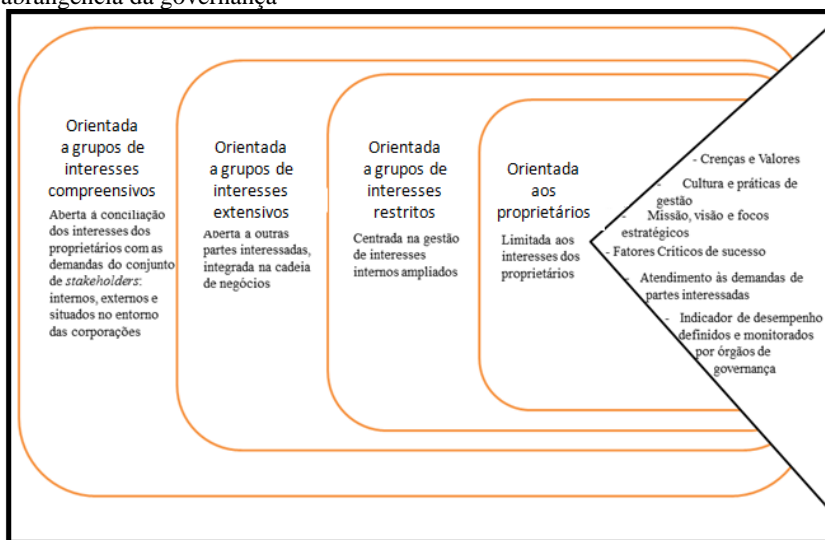 abrangência da governança
Orientada
a grupos de
interesses
compreensivos
Aberta à conciliação
dos interesses dos
proprietários com as
demandas do conjunto
de stakeholders:
internos, externos e
situados no entorno
das corporações
Orientada
a grupos de
interesses
extensivos
Aberta a outras
partes interessadas,
integrada na cadeia
de negócios
Orientada
a grupos de
interesses
restritos
Centrada na gestão
de interesses
internos ampliados
Orientada
aos
proprietários
Limitada aos
interesses dos
proprietários
- Crenças e Valores
- Cultura e práticas de
gestão
- Missão, visão e focos
estratégicos
- Fatores Criticos de sucesso
- Atendimento às demandas de
partes interessadas
- Indicador de desempenho
definidos e monitorados
por órgãos de
governança